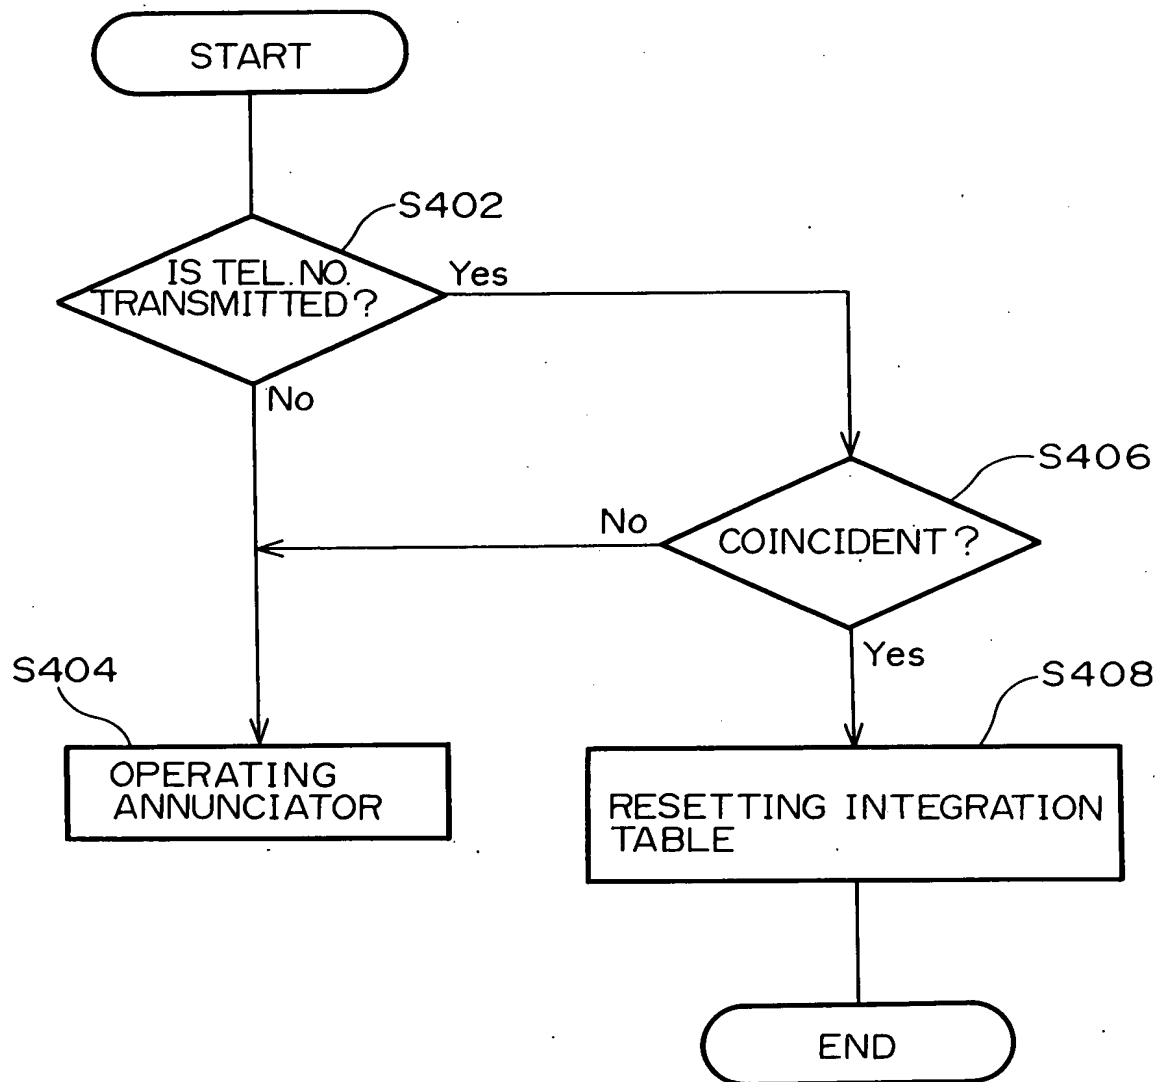 START
S402
IS TEL. NO.
TRANSMITTED?
Yes
No
S406
COINCIDENT?
No
Yes
S404
OPERATING
ANNUNCIATOR
S408
RESETTING INTEGRATION
TABLE
END